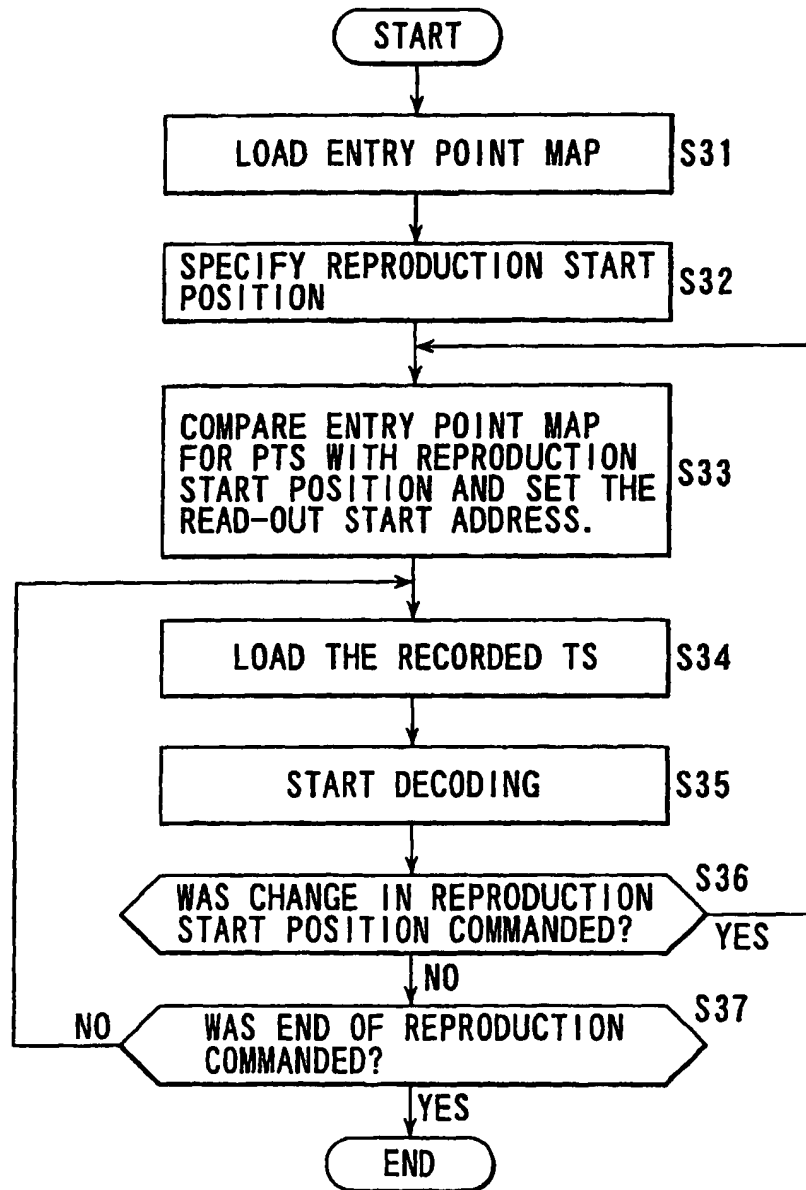 START
LOAD ENTRY POINT MAP
S31
SPECIFY REPRODUCTION START
POSITION
S32
COMPARE ENTRY POINT MAP
FOR PTS WITH REPRODUCTION
START POSITION AND SET THE
READ-OUT START ADDRESS.
S33
LOAD THE RECORDED TS
S34
START DECODING
S35
WAS CHANGE IN REPRODUCTION
START POSITION COMMANDED?
S36
YES
NO
WAS END OF REPRODUCTION
COMMANDED?
S37
NO
YES
END